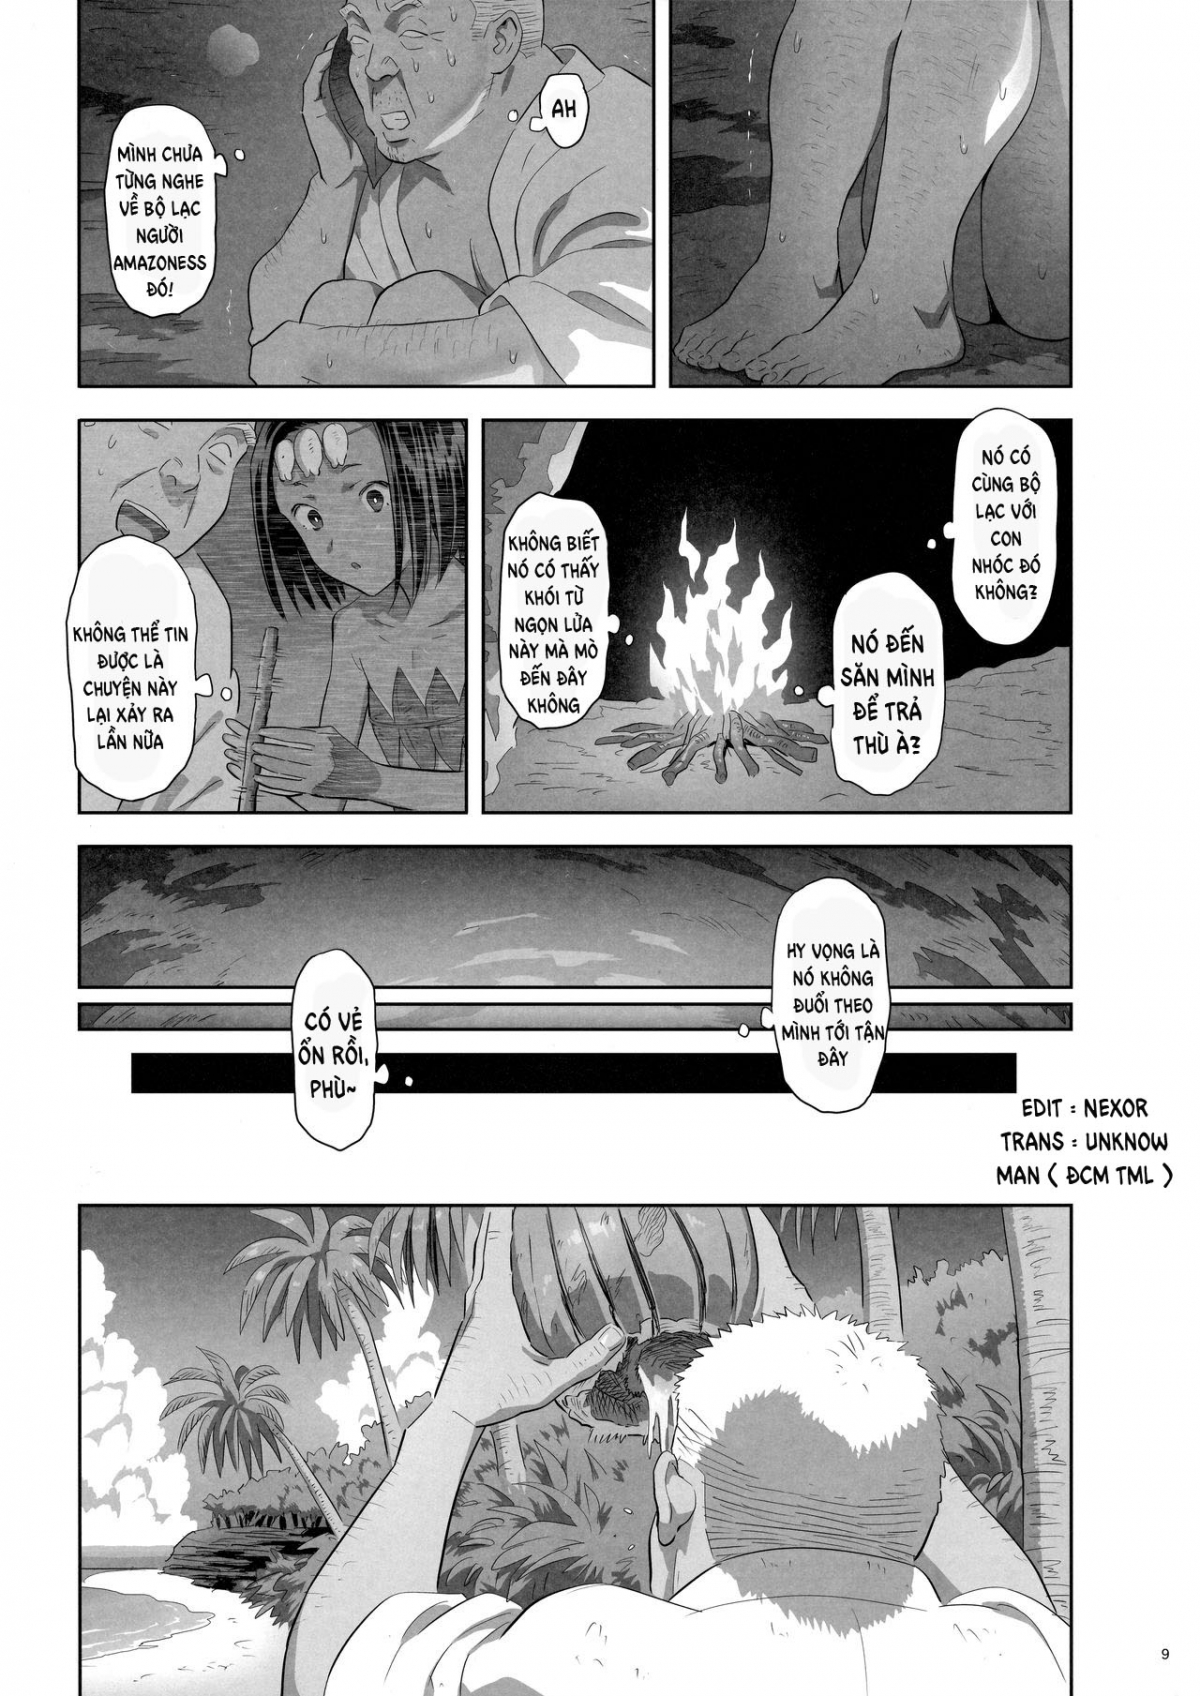 AH
MÌNH CHƯA
TỪNG NGHE
VỀ BỘ LẠC
NGƯỜI
AMAZONESS
ĐÓ!
NÓ CÓ
CÙNG BỘ
LẠC VỚI
CON
NHÓC ĐÓ
KHÔNG?
NÓ ĐẾN
SĂN MÌNH
ĐỂ TRẢ
THÙ À?
KHÔNG BIẾT
NÓ CÓ THẤY
KHÓI TỪ
NGỌN LỬA
NÀY MÀ MÒ
ĐẾN ĐÂY
KHÔNG
KHÔNG THỂ TIN
ĐƯỢC LÀ
CHUYỆN NÀY
LẠI XẢY RA
LẦN NỮA
HY VỌNG LÀ
NÓ KHÔNG
ĐUỔI THEO
MÌNH TỚI TẬN
ĐÂY
CÓ VẺ
ỔN RỒI,
PHÙ~
EDIT : NEXOR
TRANS : UNKNOW
MAN ( ĐCM TML )
9